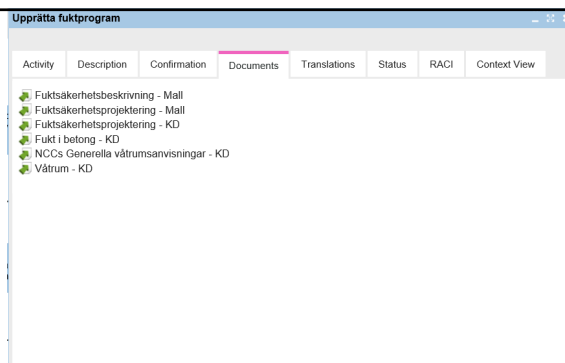 Upprätta fuktprogram
Activity Description Confirmation Documents Translations Status RACI Context View
Fuktsäkerhetsbeskrivning - Mall
Fuktsäkerhetsprojektering - Mall
Fuktsäkerhetsprojektering - KD
Fukt i betong - KD
NCCs Generella våtrumsanvisningar - KD
Våtrum - KD